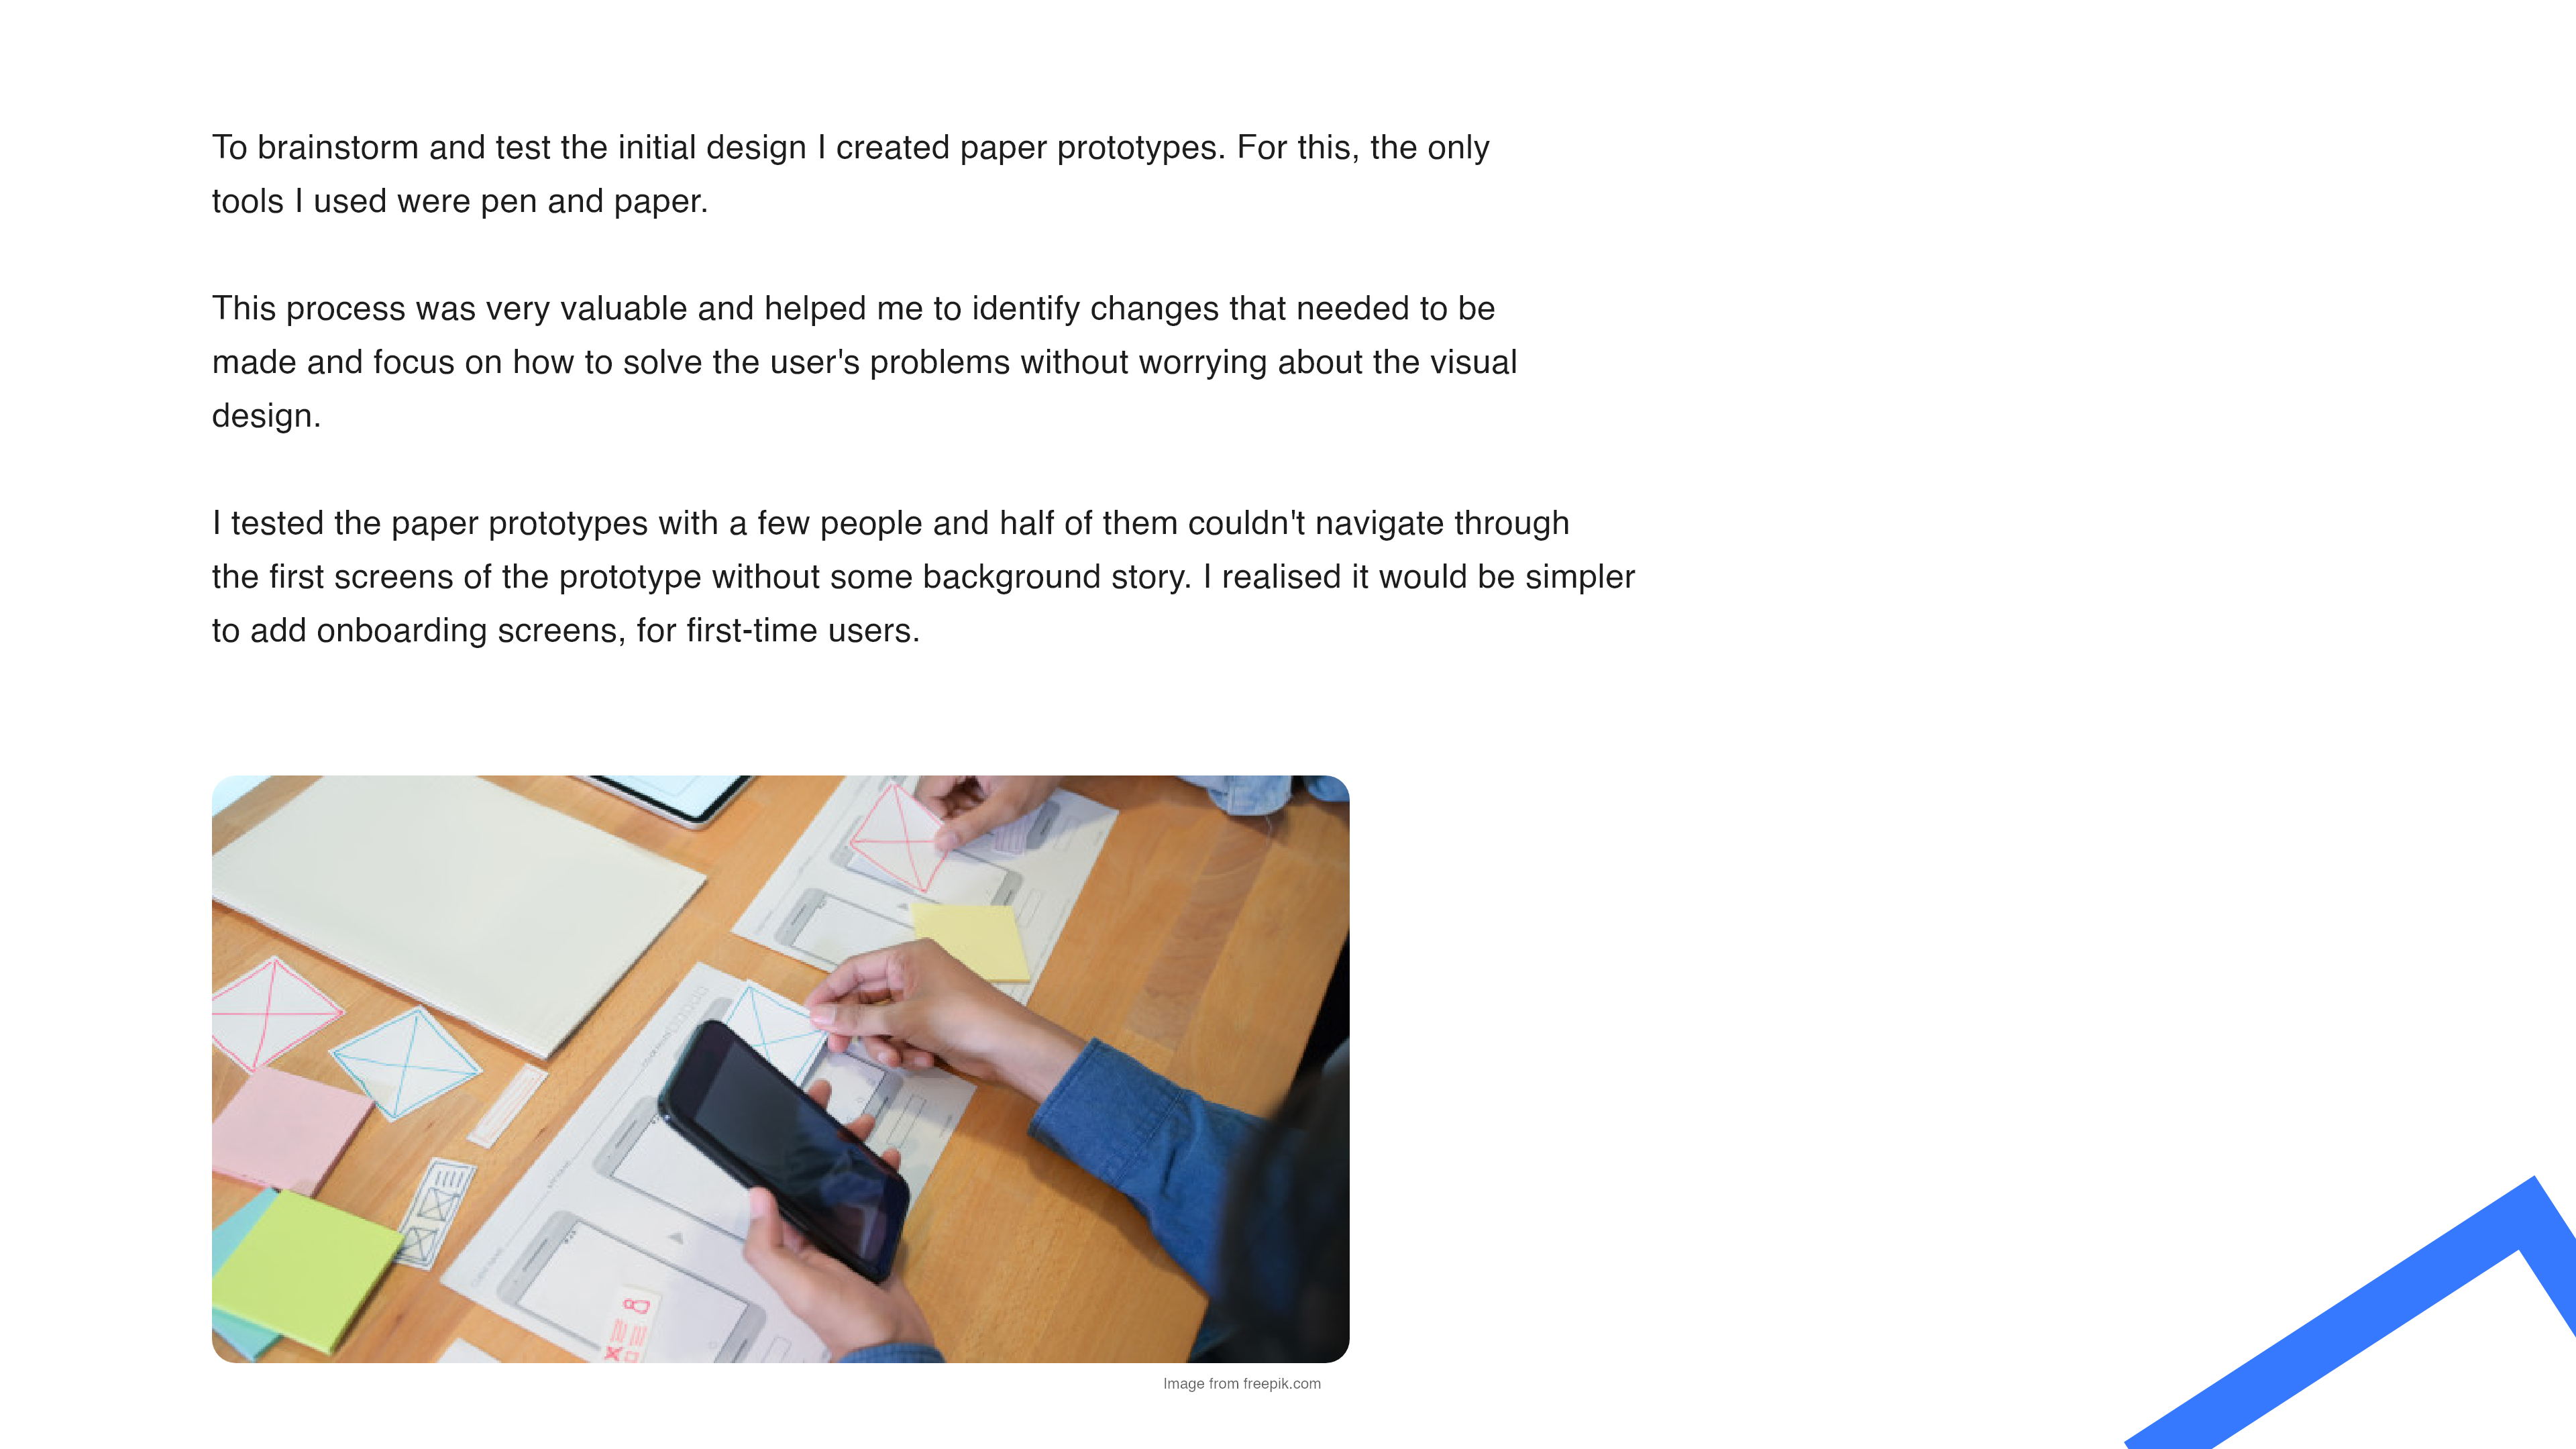 To brainstorm and test the initial design I created paper prototypes. For this, the only
tools I used were pen and paper.
This process was very valuable and helped me to identify changes that needed to be
made and focus on how to solve the user's problems without worrying about the visual
design.
I tested the paper prototypes with a few people and half of them couldn't navigate through
the first screens of the prototype without some background story. I realised it would be simpler
to add onboarding screens, for first-time users.
Image from freepik.com